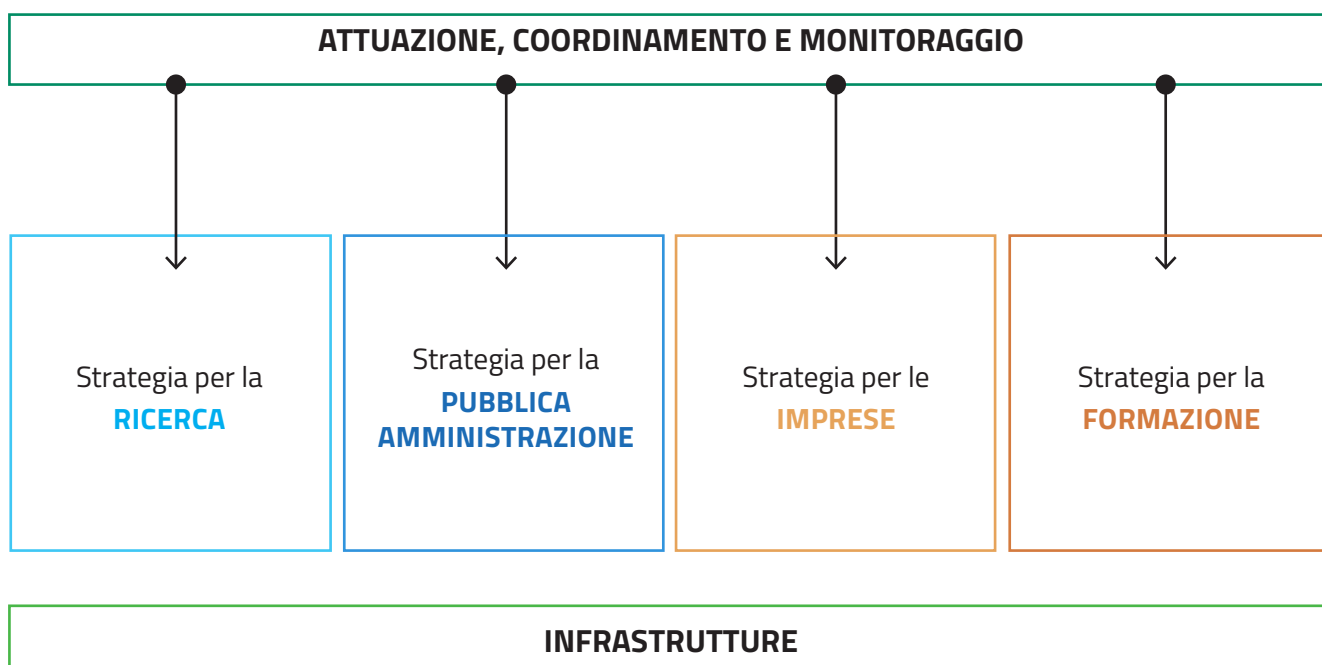 ATTUAZIONE, COORDINAMENTO E MONITORAGGIO
Strategia per la
RICERCA
Strategia per la
PUBBLICA
AMMINISTRAZIONE
Strategia per le
IMPRESE
Strategia per la
FORMAZIONE
INFRASTRUTTURE